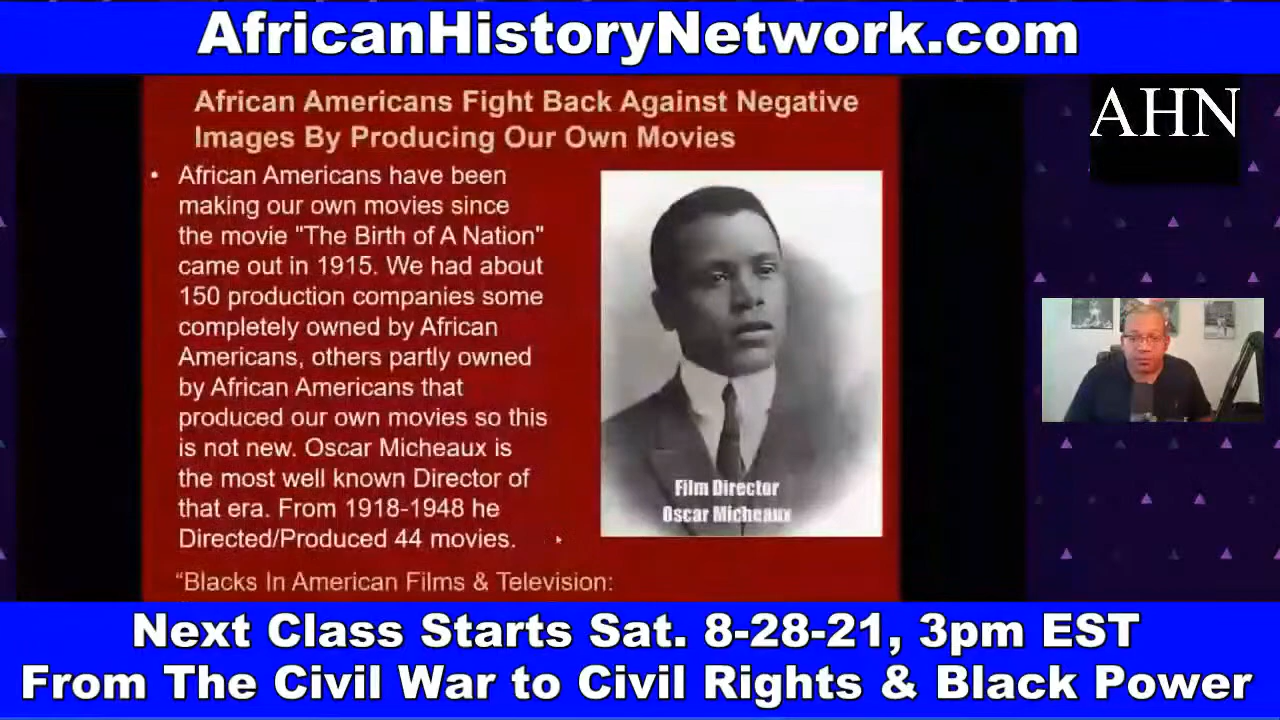 AfricanHistoryNetwork.com
AHN
African Americans Fight Back Against Negative
Images By Producing Our Own Movies
• African Americans have been
making our own movies since
the movie "The Birth of A Nation"
came out in 1915. We had about
150 production companies some
completely owned by African
Americans, others partly owned
by African Americans that
produced our own movies so this
is not new. Oscar Micheaux is
the most well known Director of
that era. From 1918-1948 he
Directed/Produced 44 movies.
Film Director
Oscar Micheaux
“Blacks In American Films & Television:
Next Class Starts Sat. 8-28-21, 3pm EST
From The Civil War to Civil Rights & Black Power